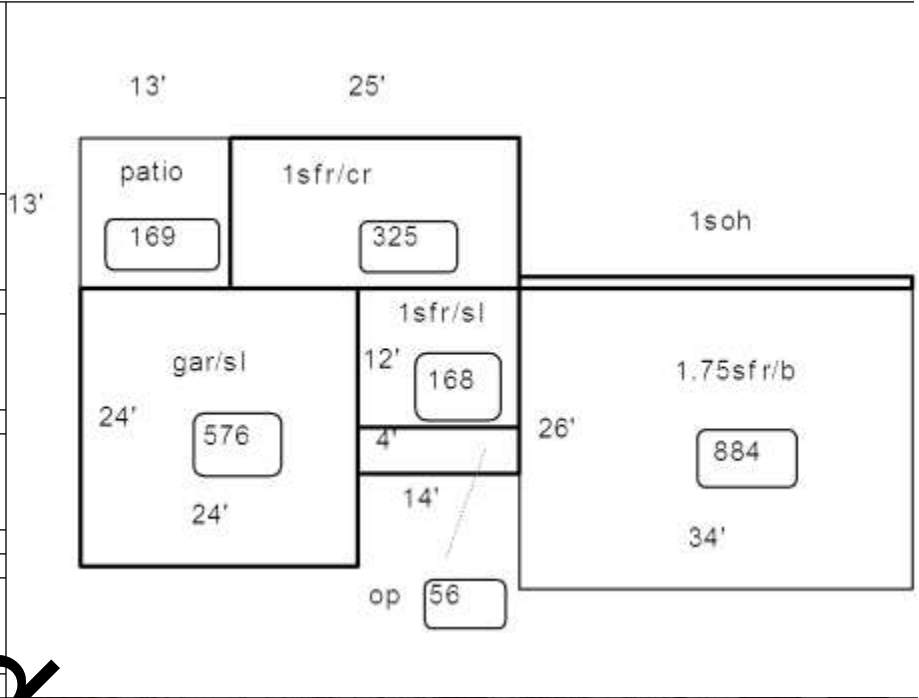 13' 25'
patio 1sfr/cr
13'
169 325 1soh
1sfr/sl
gar/sl 12' 168 1.75sfr/b
24' 576 4' 26' 884
24' 14' 34'
op 56